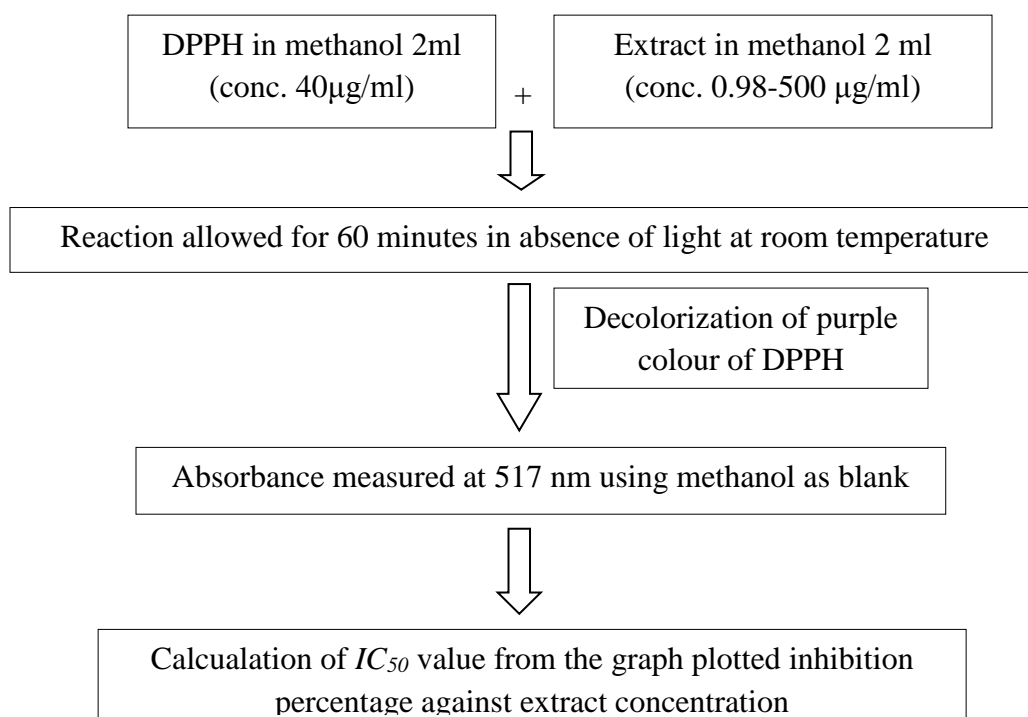 DPPH in methanol 2ml
(conc. 40μg/ml)
+
Extract in methanol 2 ml
(conc. 0.98-500 μg/ml)
Reaction allowed for 60 minutes in absence of light at room temperature
Decolorization of purple
colour of DPPH
Absorbance measured at 517 nm using methanol as blank
Calcualation of IC50 value from the graph plotted inhibition
percentage against extract concentration